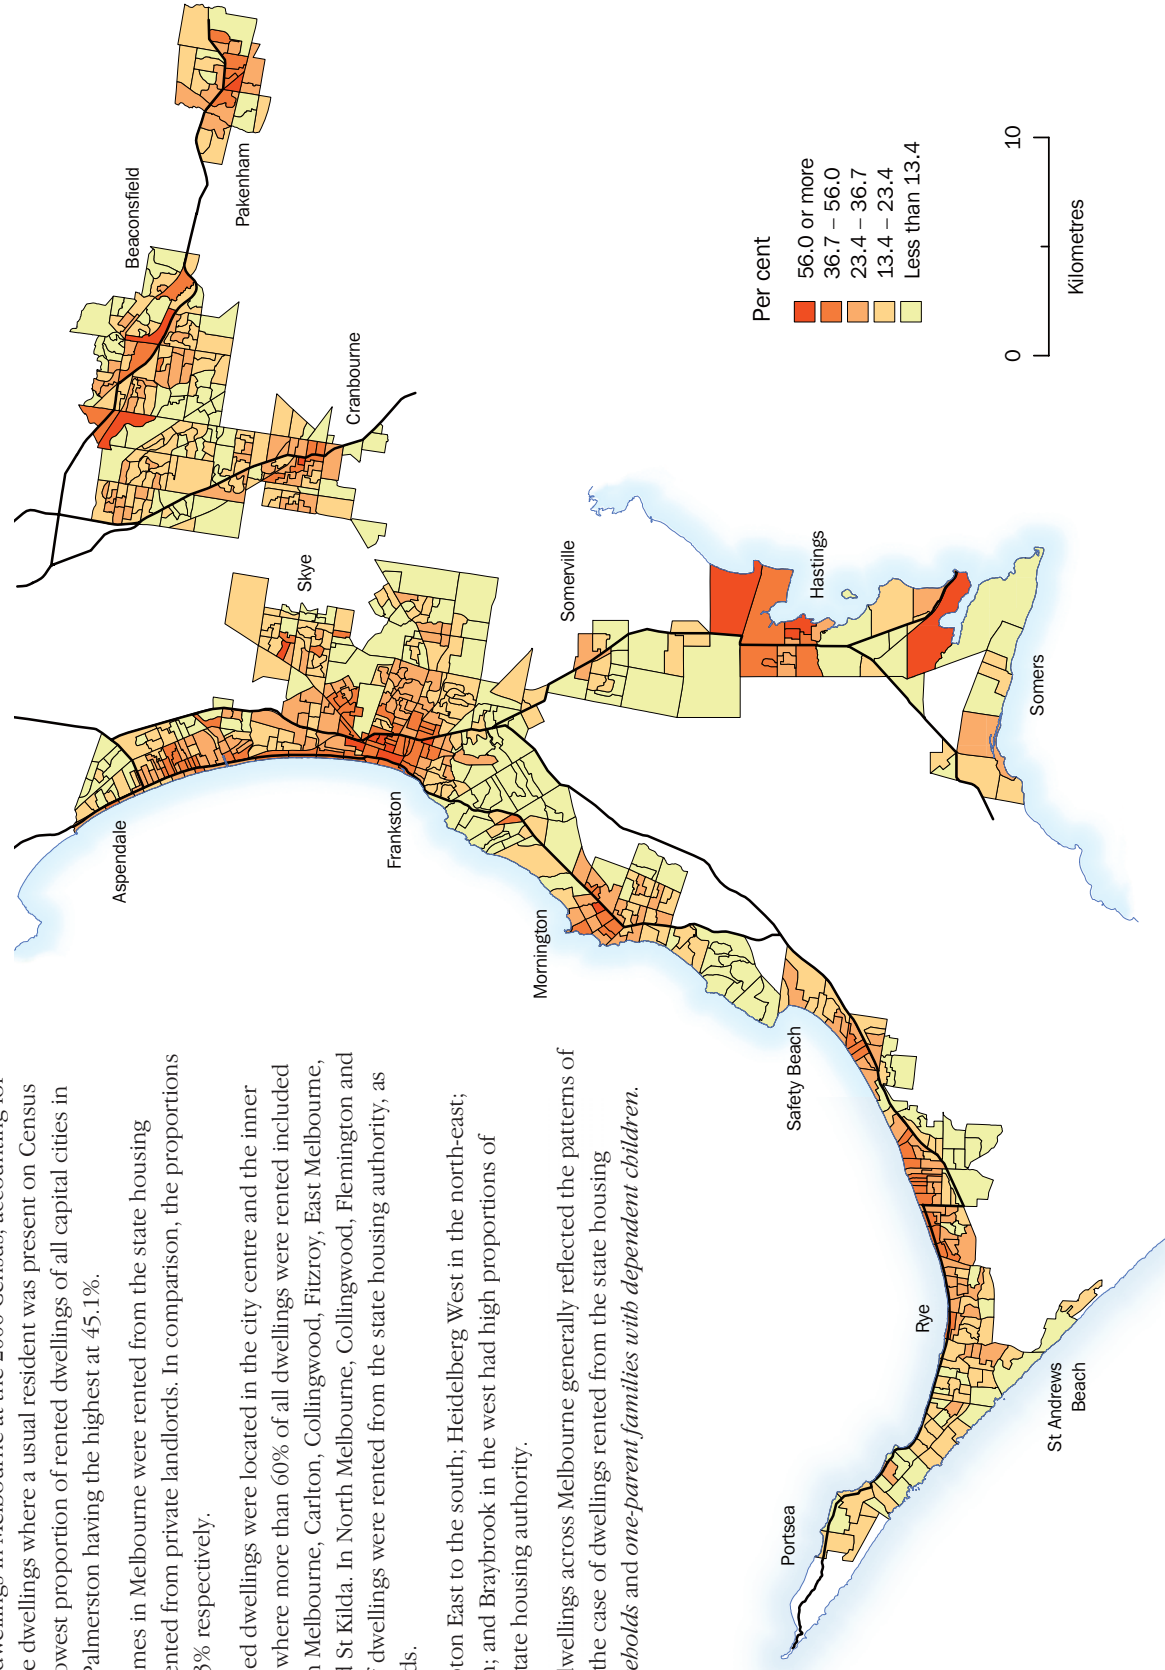 dwellings in Melbourne at the 2006 Census, accounting for
e dwellings where a usual resident was present on Census
owest proportion of rented dwellings of all capital cities in
Palmerston having the highest at 45.1%.
mes in Melbourne were rented from the state housing
ented from private landlords. In comparison, the proportions
3% respectively.
ed dwellings were located in the city centre and the inner
where more than 60% of all dwellings were rented included
Melbourne, Carlton, Collingwood, Fitzroy, East Melbourne,
St Kilda. In North Melbourne, Collingwood, Flemington and
dwellings were rented from the state housing authority, as
ds.
ton East to the south; Heidelberg West in the north-east;
; and Braybrook in the west had high proportions of
tate housing authority.
dwellings across Melbourne generally reflected the patterns of
the case of dwellings rented from the state housing
eholds and one-parent families with dependent children.
Pakenham
Beaconsfield
Cranbourne
Skye
Aspendale
Frankston
Somerville
Hastings
Somers
Mornington
Safety Beach
Rye
St Andrews
Beach
Portsea
Per cent
56.0 or more
36.7 – 56.0
23.4 – 36.7
13.4 – 23.4
Less than 13.4
0
10
Kilometres